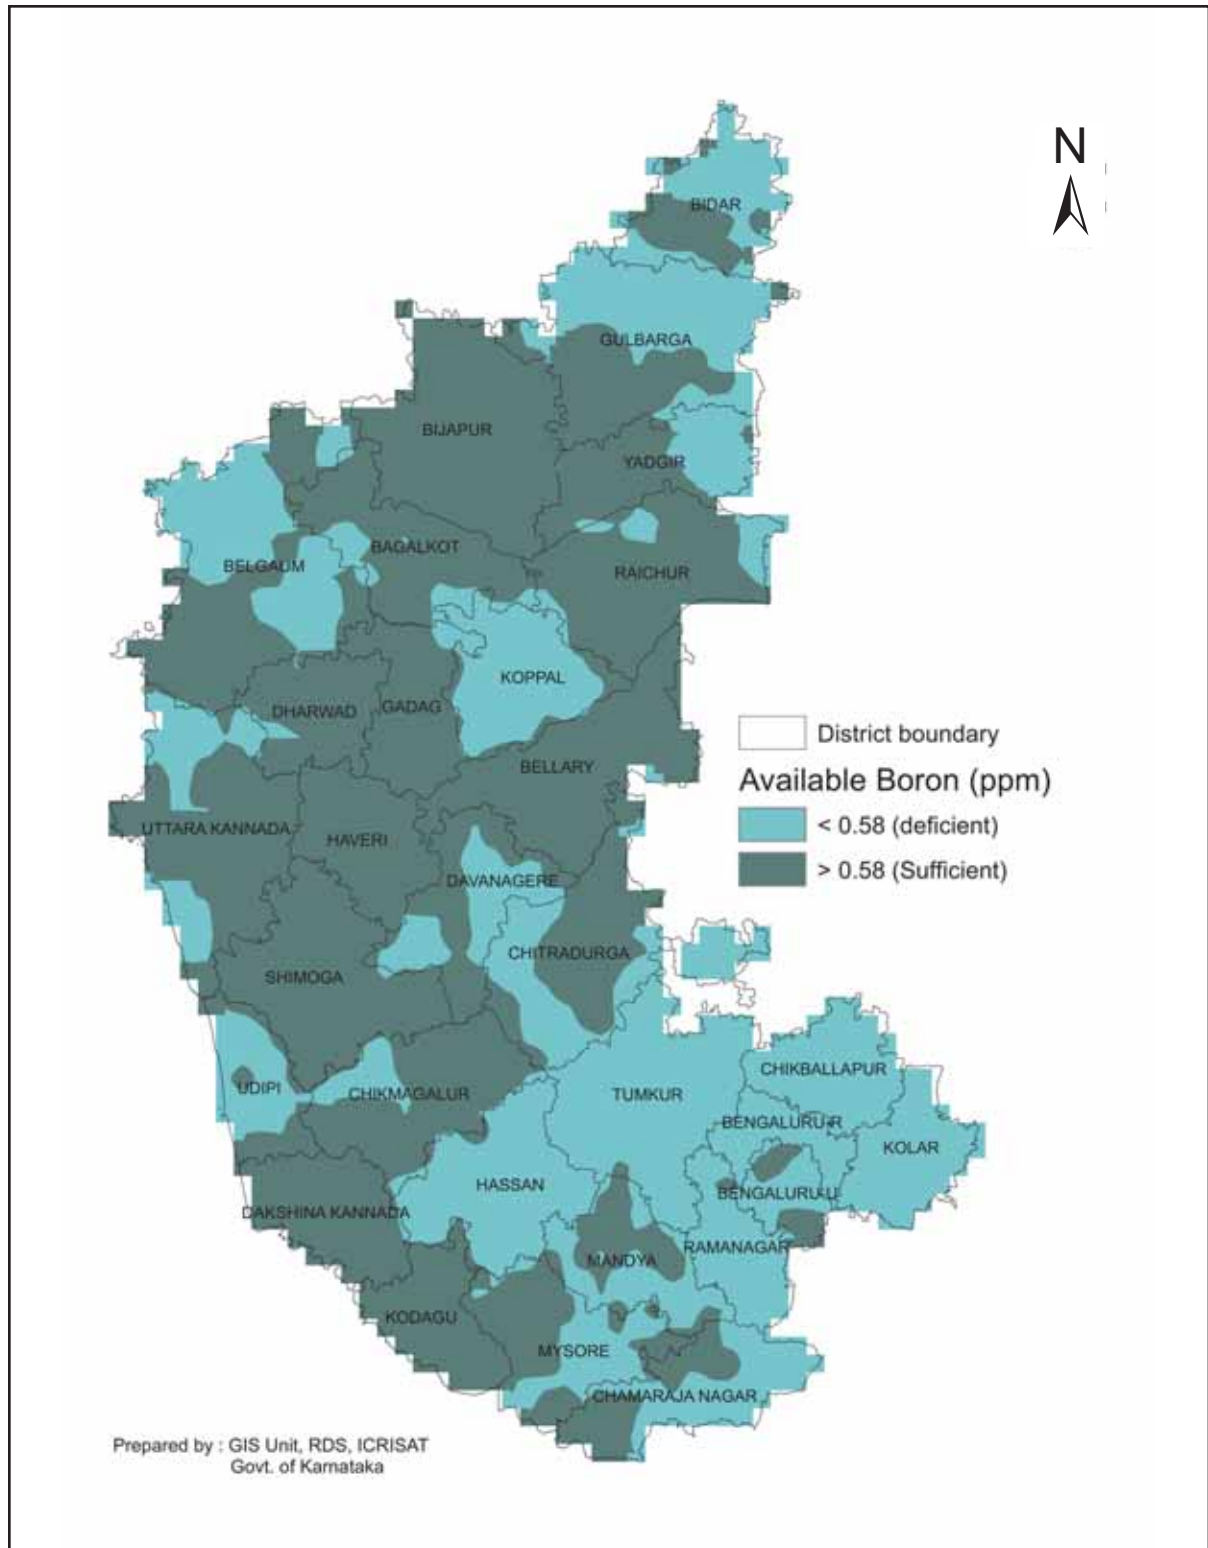 N
BIDAR
GULBARGA
BIJAPUR
YADGIR
BAGALKOT
BELGAUM
RAICHUR
KOPPAL
DHARWAD
GADAG
District boundary
BELLARY
Available Boron (ppm)
UTTARA KANNADA
HAVERI
< 0.58 (deficient)
> 0.58 (Sufficient)
DAVANAGERE
CHITRADURGA
SHIMOGA
CHIKBALLAPUR
UDIPI
CHIKMAGALUR
TUMKUR
BENGALURU-R
KOLAR
HASSAN
BENGALURU-U
DAKSHINA KANNADA
RAMANAGAR
MANDYA
KODAGU
MYSORE
CHAMARAJA NAGAR
Prepared by : GIS Unit, RDS, ICRISAT
Govt. of Karnataka